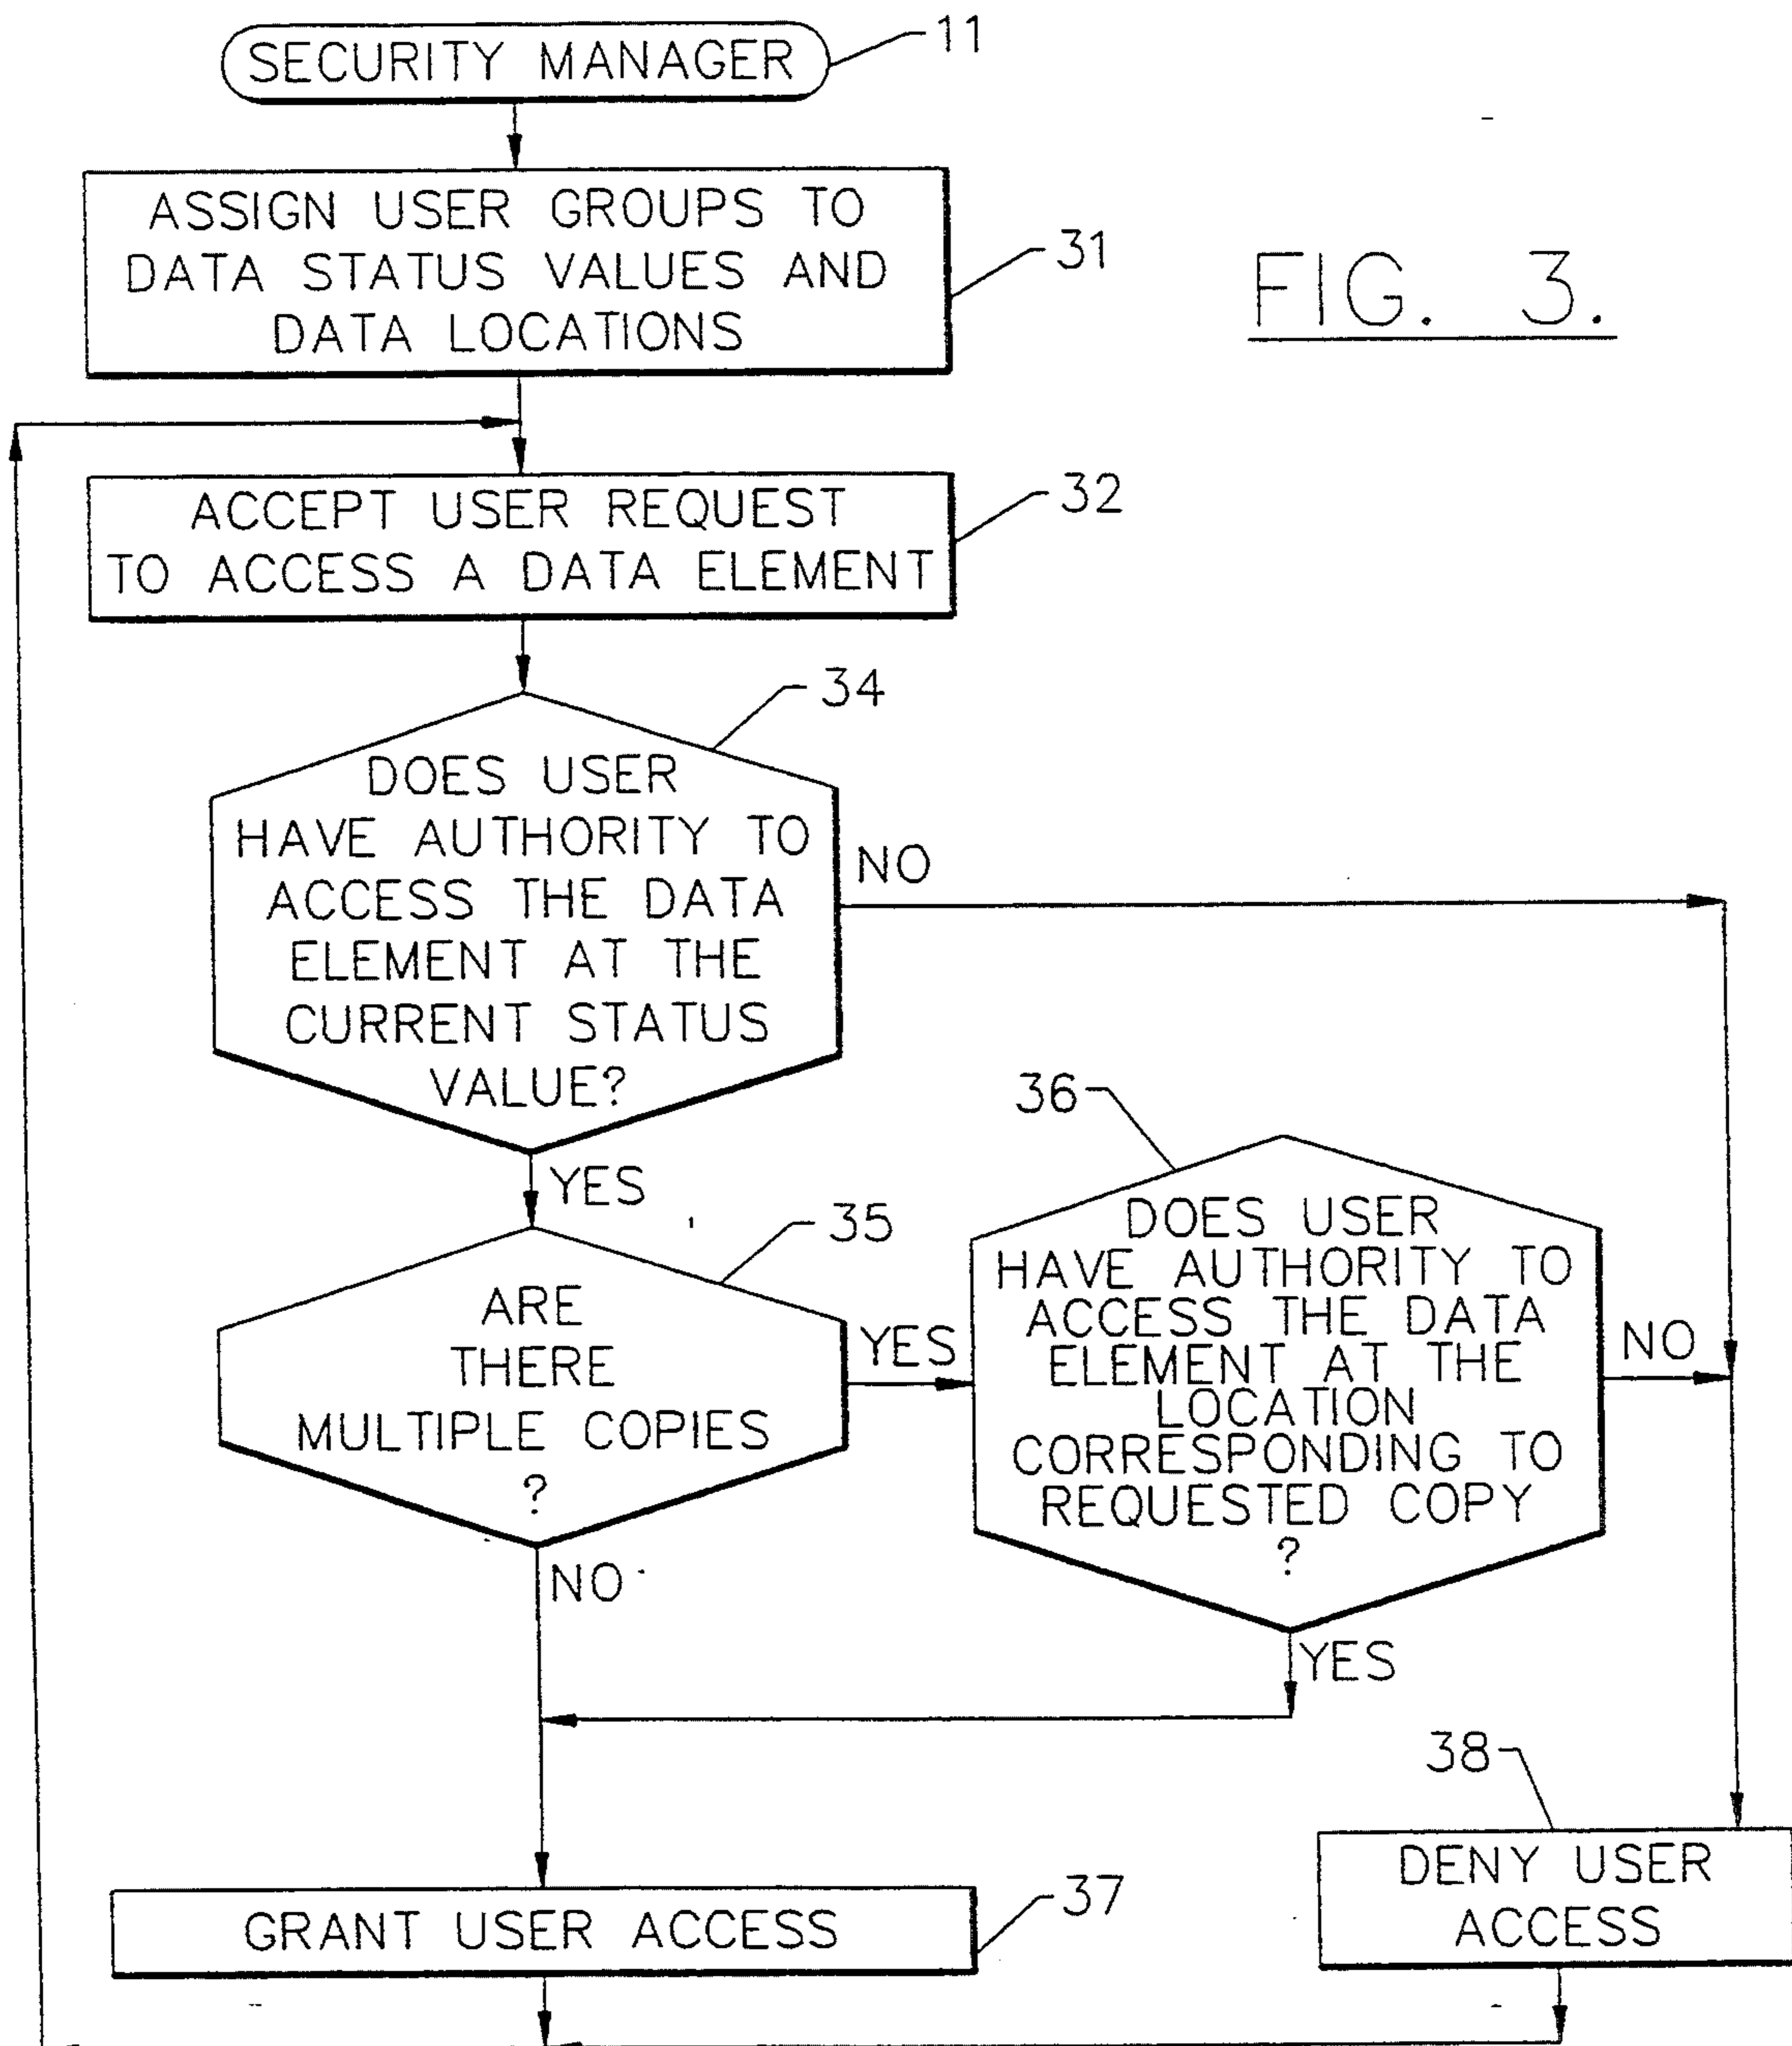 SECURITY MANAGER
11
ASSIGN USER GROUPS TO
DATA STATUS VALUES AND
DATA LOCATIONS
31
FIG. 3.
ACCEPT USER REQUEST
TO ACCESS A DATA ELEMENT
32
34
DOES USER
HAVE AUTHORITY TO
ACCESS THE DATA
ELEMENT AT THE
CURRENT STATUS
VALUE?
NO
YES
35
ARE
THERE
MULTIPLE COPIES
?
YES
NO
36
DOES USER
HAVE AUTHORITY TO
ACCESS THE DATA
ELEMENT AT THE
LOCATION
CORRESPONDING TO
REQUESTED COPY
?
NO
YES
38
DENY USER
ACCESS
GRANT USER ACCESS
37